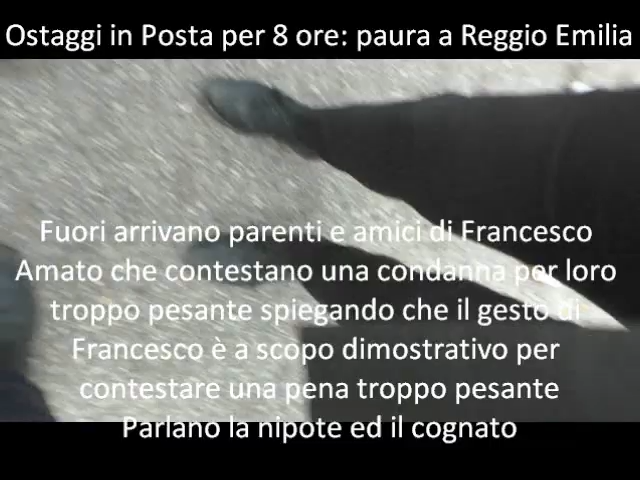 Ostaggi in Posta per 8 ore: paura a Reggio Emilia
Fuori arrivano parenti e amici di Francesco
Amato che contestano una condanna per loro
troppo pesante spiegando che il gesto di
Francesco è a scopo dimostrativo per
contestare una pena troppo pesante
Parlano la nipote ed il cognato